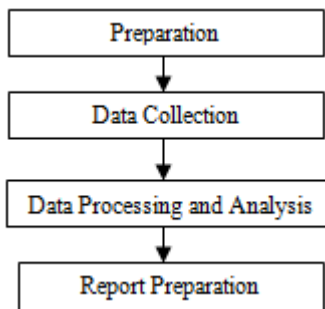 Preparation
Data Collection
Data Processing and Analysis
Report Preparation